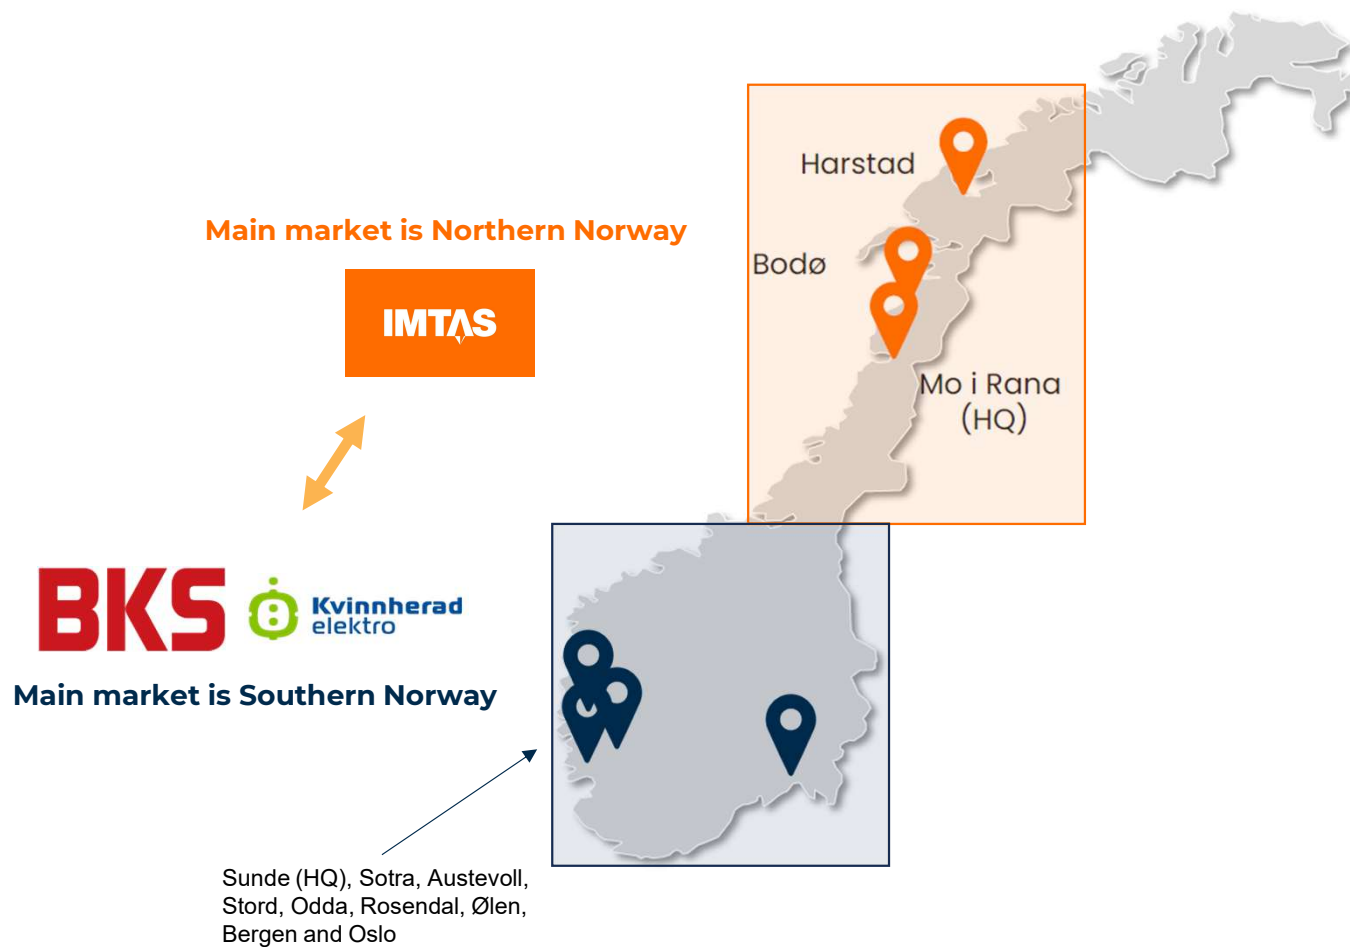 Harstad
Main market is Northern Norway
Bodø
IMTAS
Mo i Rana
(HQ)
BKS
Kvinnherad
elektro
Main market is Southern Norway
Sunde (HQ), Sotra, Austevoll,
Stord, Odda, Rosendal, Ølen,
Bergen and Oslo